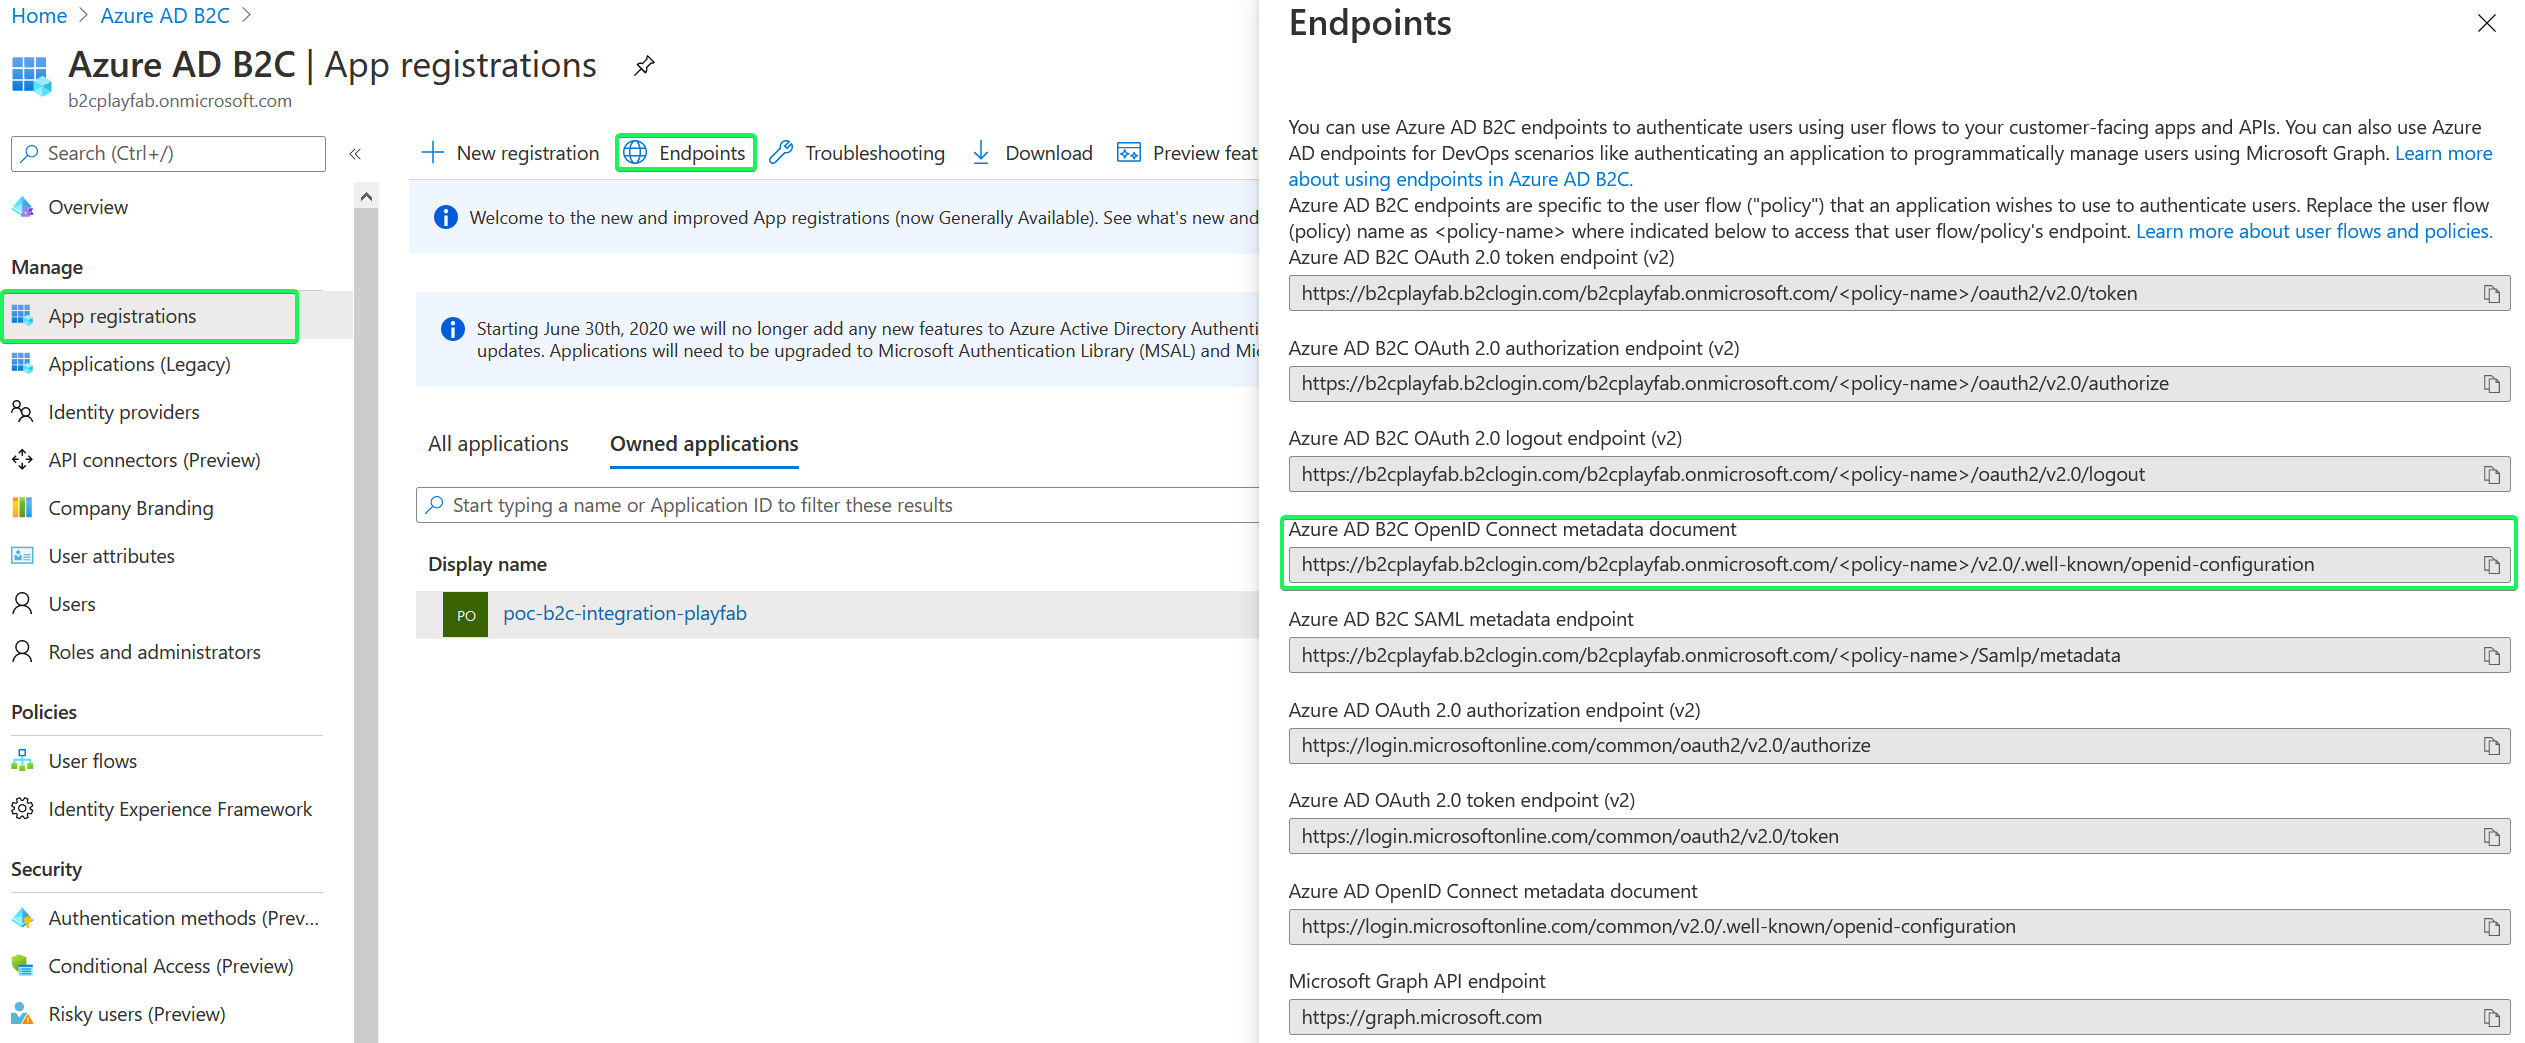 Home > Azure AD B2C >
Azure AD B2C | App registrations
b2cplayfab.onmicrosoft.com
Search (Ctrl+/)
«
Overview
Manage
App registrations
Applications (Legacy)
Identity providers
API connectors (Preview)
Company Branding
User attributes
Users
Roles and administrators
Policies
User flows
Identity Experience Framework
Security
Authentication methods (Prev...
Conditional Access (Preview)
Risky users (Preview)
New registration
Endpoints
Troubleshooting
Download
Preview feat
Welcome to the new and improved App registrations (now Generally Available). See what's new and
Starting June 30th, 2020 we will no longer add any new features to Azure Active Directory Authenti
updates. Applications will need to be upgraded to Microsoft Authentication Library (MSAL) and Mi
All applications
Owned applications
Start typing a name or Application ID to filter these results
Display name
PO
poc-b2c-integration-playfab
Endpoints
You can use Azure AD B2C endpoints to authenticate users using user flows to your customer-facing apps and APIs. You can also use Azure
AD endpoints for DevOps scenarios like authenticating an application to programmatically manage users using Microsoft Graph. Learn more
about using endpoints in Azure AD B2C.
Azure AD B2C endpoints are specific to the user flow ("policy") that an application wishes to use to authenticate users. Replace the user flow
(policy) name as <policy-name> where indicated below to access that user flow/policy's endpoint. Learn more about user flows and policies.
Azure AD B2C OAuth 2.0 token endpoint (v2)
https://b2cplayfab.b2clogin.com/b2cplayfab.onmicrosoft.com/<policy-name>/oauth2/v2.0/token
Azure AD B2C OAuth 2.0 authorization endpoint (v2)
https://b2cplayfab.b2clogin.com/b2cplayfab.onmicrosoft.com/<policy-name>/oauth2/v2.0/authorize
Azure AD B2C OAuth 2.0 logout endpoint (v2)
https://b2cplayfab.b2clogin.com/b2cplayfab.onmicrosoft.com/<policy-name>/oauth2/v2.0/logout
Azure AD B2C OpenID Connect metadata document
https://b2cplayfab.b2clogin.com/b2cplayfab.onmicrosoft.com/<policy-name>/v2.0/.well-known/openid-configuration
Azure AD B2C SAML metadata endpoint
https://b2cplayfab.b2clogin.com/b2cplayfab.onmicrosoft.com/<policy-name>/Samlp/metadata
Azure AD OAuth 2.0 authorization endpoint (v2)
https://login.microsoftonline.com/common/oauth2/v2.0/authorize
Azure AD OAuth 2.0 token endpoint (v2)
https://login.microsoftonline.com/common/oauth2/v2.0/token
Azure AD OpenID Connect metadata document
https://login.microsoftonline.com/common/v2.0/.well-known/openid-configuration
Microsoft Graph API endpoint
https://graph.microsoft.com